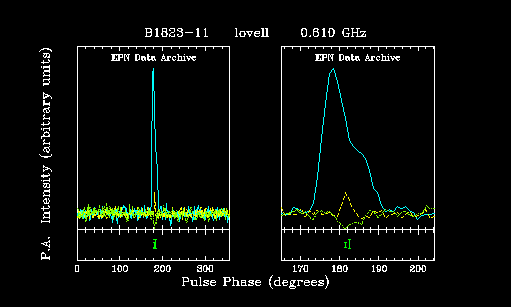 B1823-11 lovell 0.610 GHz
EPN Data Archive EPN Data Archive
P.A. Intensity (arbitrary units)
0 100 200 300 170 180 190 200
Pulse Phase (degrees)